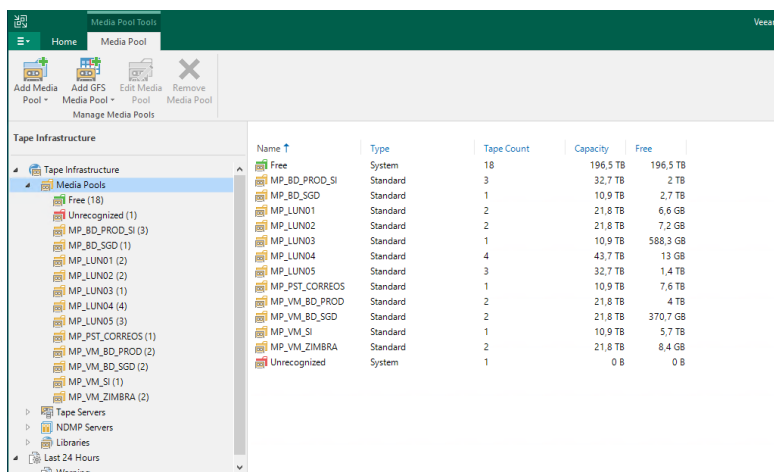 Media Pool Tools
Veear
Home Media Pool
Add Media Pool
Add GFS Media Pool
Edit Media Pool
Remove Media Pool
Manage Media Pools
Tape Infrastructure
Tape Infrastructure
Media Pools
Free (18)
Unrecognized (1)
MP_BD_PROD_SI (3)
MP_BD_SGD (1)
MP_LUN01 (2)
MP_LUN02 (2)
MP_LUN03 (1)
MP_LUN04 (4)
MP_LUN05 (3)
MP_PST_CORREOS (1)
MP_VM_BD_PROD (2)
MP_VM_BD_SGD (2)
MP_VM_SI (1)
MP_VM_ZIMBRA (2)
Tape Servers
NDMP Servers
Libraries
Last 24 Hours
Warning
Name Type Tape Count Capacity Free
Free System 18 196,5 TB 196,5 TB
MP_BD_PROD_SI Standard 3 32,7 TB 2 TB
MP_BD_SGD Standard 1 10,9 TB 2,7 TB
MP_LUN01 Standard 2 21,8 TB 6,6 GB
MP_LUN02 Standard 2 21,8 TB 7,2 GB
MP_LUN03 Standard 1 10,9 TB 588,3 GB
MP_LUN04 Standard 4 43,7 TB 13 GB
MP_LUN05 Standard 3 32,7 TB 1,4 TB
MP_PST_CORREOS Standard 1 10,9 TB 7,6 TB
MP_VM_BD_PROD Standard 2 21,8 TB 4 TB
MP_VM_BD_SGD Standard 2 21,8 TB 370,7 GB
MP_VM_SI Standard 1 10,9 TB 5,7 TB
MP_VM_ZIMBRA Standard 2 21,8 TB 8,4 GB
Unrecognized System 1 0 B 0 B